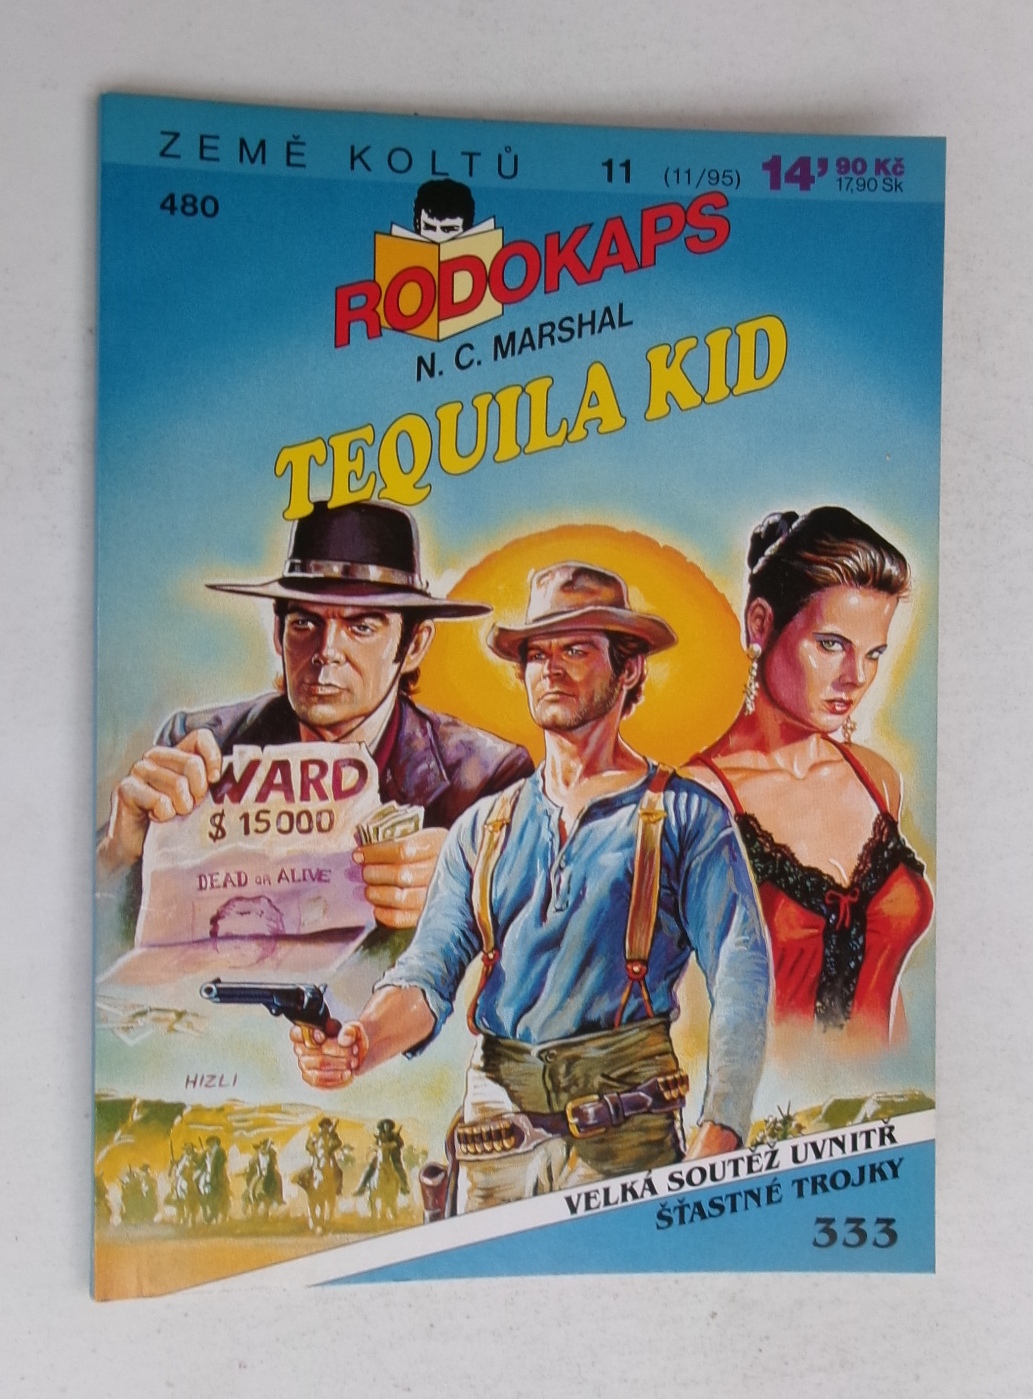 ZEMĚ KOLTŮ 11 (11/95) 14,90 Kč
17,90 Sk
480
RODOKAPS
N. C. MARSHAL
TEQUILA KID
WARD
$ 15000
DEAD OR ALIVE
HIZLI
VELKÁ SOUTĚŽ UVNITŘ
ŠŤASTNÉ TROJKY
333